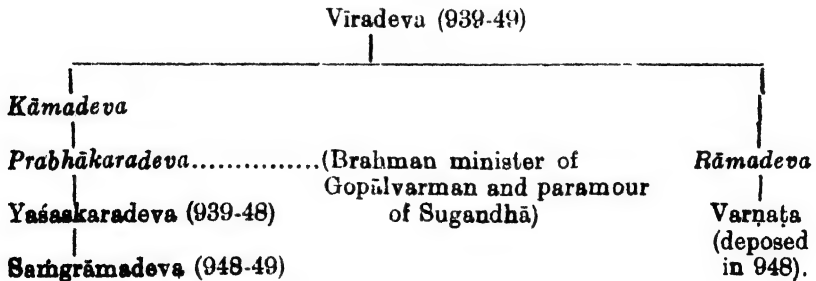 Vīradeva (939-49)
Kāmadeva
Prabhākaradeva................(Brahman minister of Gopālvarman and paramour of Sugandhā)
Rāmadeva
Yaśaskaradeva (939-48)
Varṇaṭa (deposed in 948).
Saṁgrāmadeva (948-49)